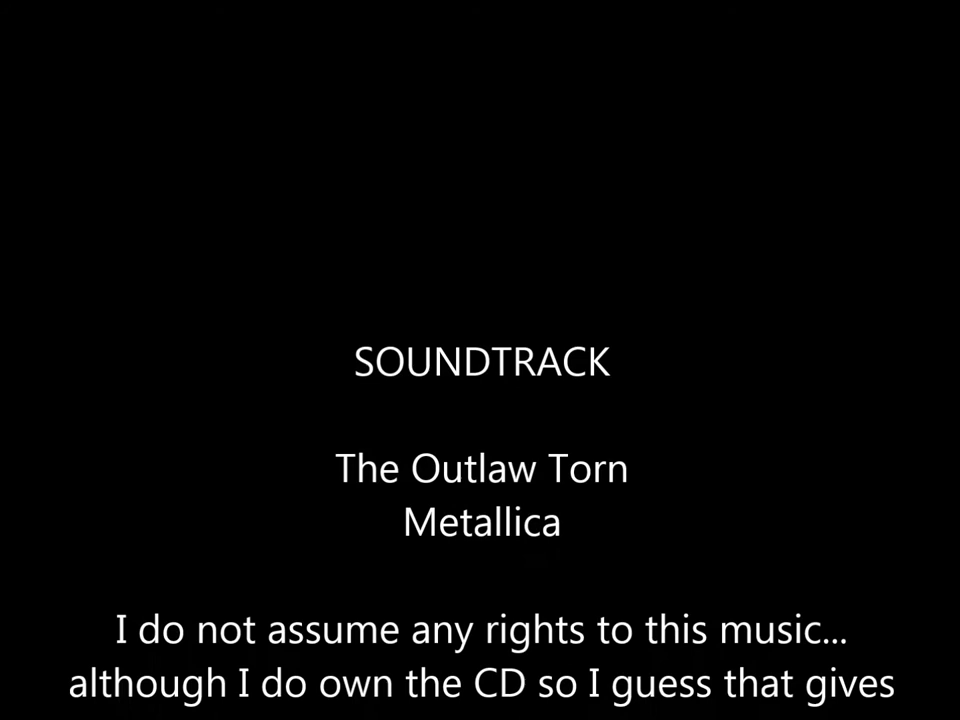 SOUNDTRACK
The Outlaw Torn
Metallica
I do not assume any rights to this music...
although I do own the CD so I guess that gives